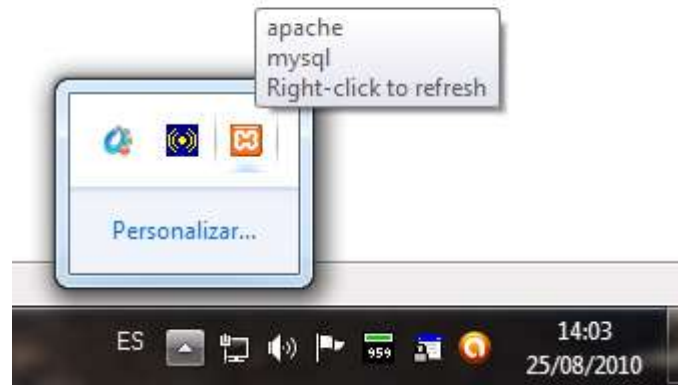 apache
mysql
Right-click to refresh
Personalizar...
ES
959
14:03
25/08/2010